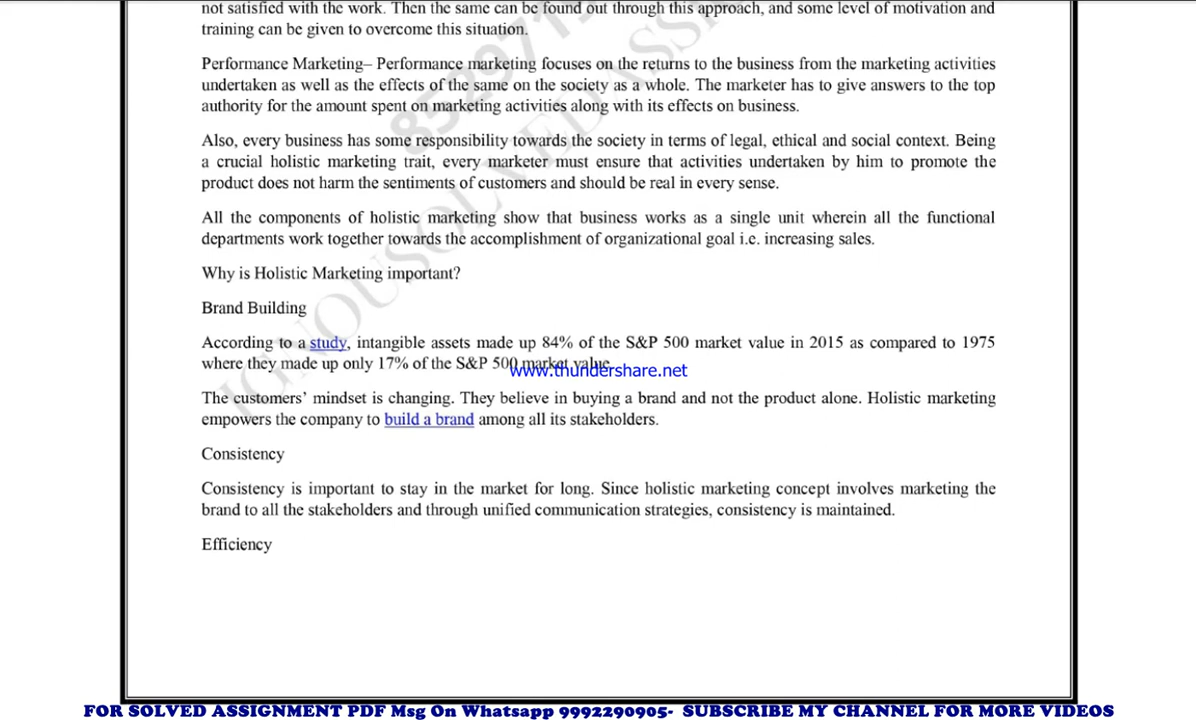 not satisfied with the work. Then the same can be found out through this approach, and some level of motivation and
training can be given to overcome this situation.
Performance Marketing– Performance marketing focuses on the returns to the business from the marketing activities
undertaken as well as the effects of the same on the society as a whole. The marketer has to give answers to the top
authority for the amount spent on marketing activities along with its effects on business.
Also, every business has some responsibility towards the society in terms of legal, ethical and social context. Being
a crucial holistic marketing trait, every marketer must ensure that activities undertaken by him to promote the
product does not harm the sentiments of customers and should be real in every sense.
All the components of holistic marketing show that business works as a single unit wherein all the functional
departments work together towards the accomplishment of organizational goal i.e. increasing sales.
Why is Holistic Marketing important?
Brand Building
According to a study, intangible assets made up 84% of the S&P 500 market value in 2015 as compared to 1975
where they made up only 17% of the S&P 500 market value.
www.thundershare.net
The customers’ mindset is changing. They believe in buying a brand and not the product alone. Holistic marketing
empowers the company to build a brand among all its stakeholders.
Consistency
Consistency is important to stay in the market for long. Since holistic marketing concept involves marketing the
brand to all the stakeholders and through unified communication strategies, consistency is maintained.
Efficiency
FOR SOLVED ASSIGNMENT PDF Msg On Whatsapp 9992290905- SUBSCRIBE MY CHANNEL FOR MORE VIDEOS